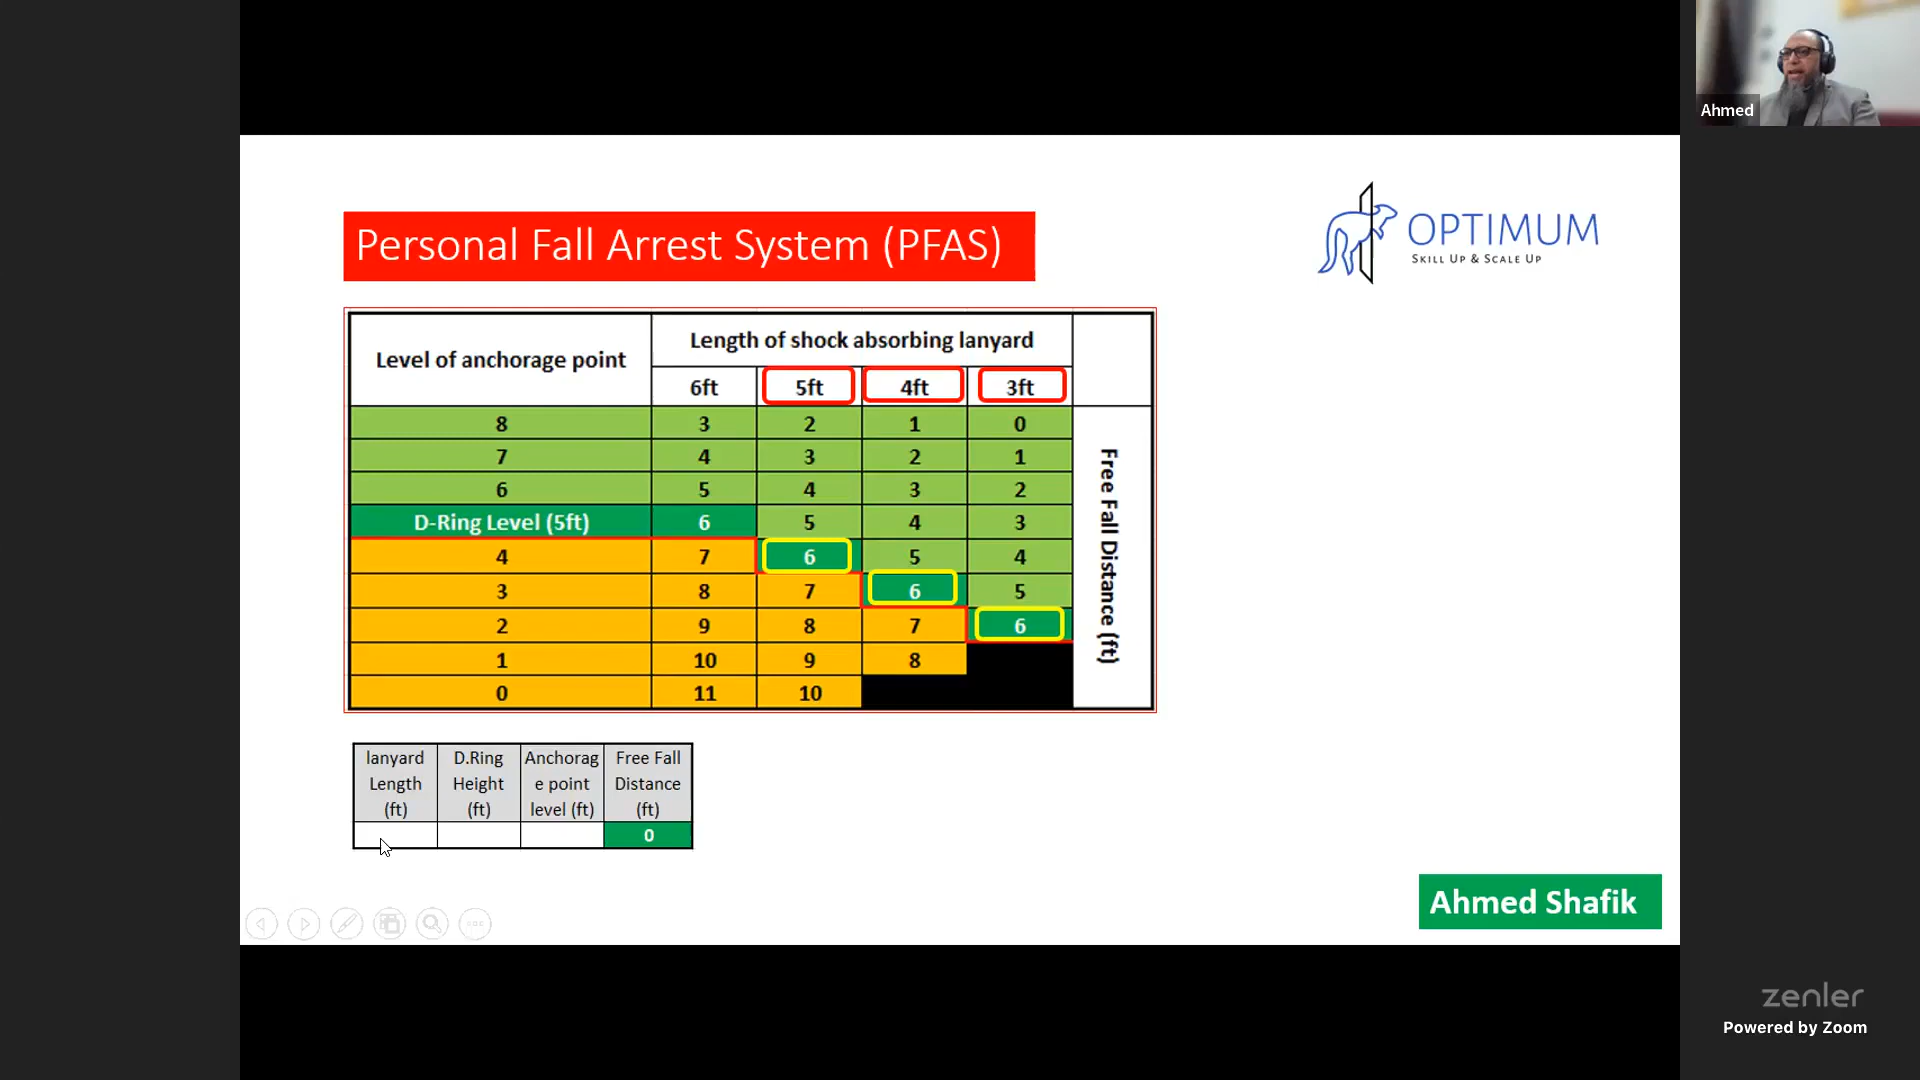 Ahmed
OPTIMUM
SKILL UP & SCALE UP
Personal Fall Arrest System (PFAS)
Level of anchorage point
Length of shock absorbing lanyard
6ft 5ft 4ft 3ft
8 3 2 1 0
7 4 3 2 1
6 5 4 3 2
D-Ring Level (5ft) 6 5 4 3
4 7 6 5 4
3 8 7 6 5
2 9 8 7 6
1 10 9 8
0 11 10
Free Fall Distance (ft)
lanyard Length (ft)
D.Ring Height (ft)
Anchorag e point level (ft)
Free Fall Distance (ft)
0
Ahmed Shafik
zenler
Powered by Zoom